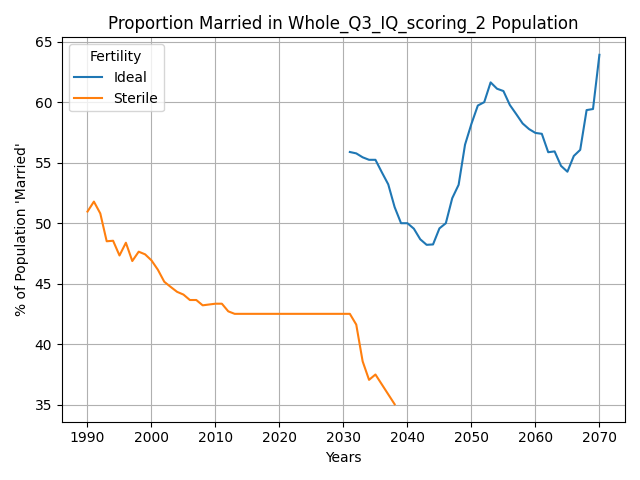 Proportion Married in Whole_Q3_IQ_scoring_2 Population
% of Population 'Married'
Fertility
Ideal
Sterile
65
60
55
50
45
40
35
1990 2000 2010 2020 2030 2040 2050 2060 2070
Years